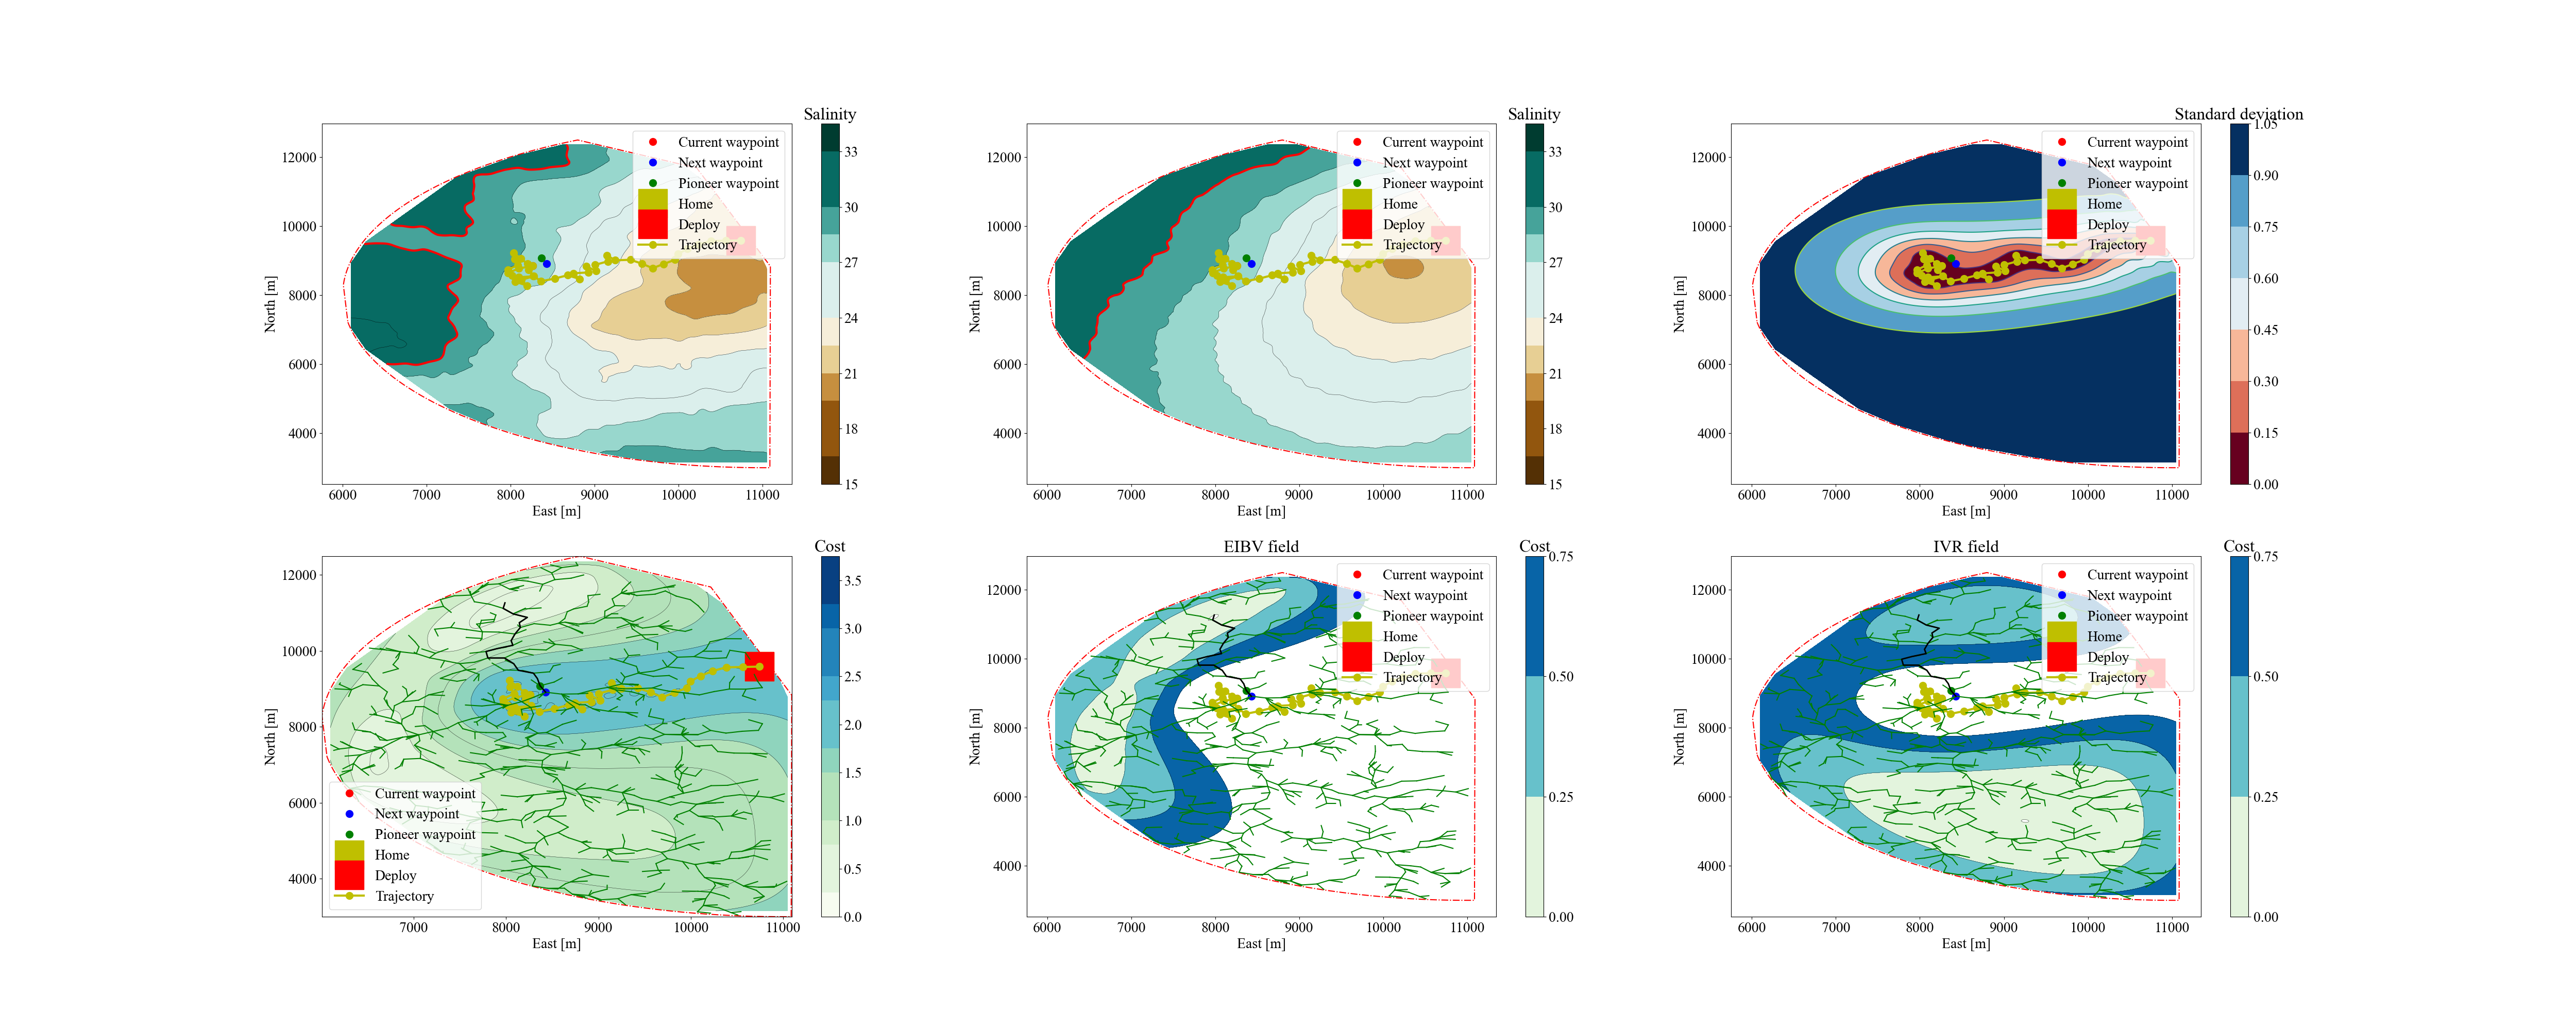 Salinity
12000
10000
8000
6000
4000
North [m]
6000 7000 8000 9000 10000 11000
East [m]
Current waypoint
Next waypoint
Pioneer waypoint
Home
Deploy
Trajectory
33
30
27
24
21
18
15
Salinity
12000
10000
8000
6000
4000
North [m]
6000 7000 8000 9000 10000 11000
East [m]
Current waypoint
Next waypoint
Pioneer waypoint
Home
Deploy
Trajectory
33
30
27
24
21
18
15
Standard deviation
12000
10000
8000
6000
4000
North [m]
6000 7000 8000 9000 10000 11000
East [m]
Current waypoint
Next waypoint
Pioneer waypoint
Home
Deploy
Trajectory
1.05
0.90
0.75
0.60
0.45
0.30
0.15
0.00
Cost
12000
10000
8000
6000
4000
North [m]
7000 8000 9000 10000 11000
East [m]
Current waypoint
Next waypoint
Pioneer waypoint
Home
Deploy
Trajectory
3.5
3.0
2.5
2.0
1.5
1.0
0.5
0.0
EIBV field
Cost
12000
10000
8000
6000
4000
North [m]
6000 7000 8000 9000 10000 11000
East [m]
Current waypoint
Next waypoint
Pioneer waypoint
Home
Deploy
Trajectory
0.75
0.50
0.25
0.00
IVR field
Cost
12000
10000
8000
6000
4000
North [m]
6000 7000 8000 9000 10000 11000
East [m]
Current waypoint
Next waypoint
Pioneer waypoint
Home
Deploy
Trajectory
0.75
0.50
0.25
0.00